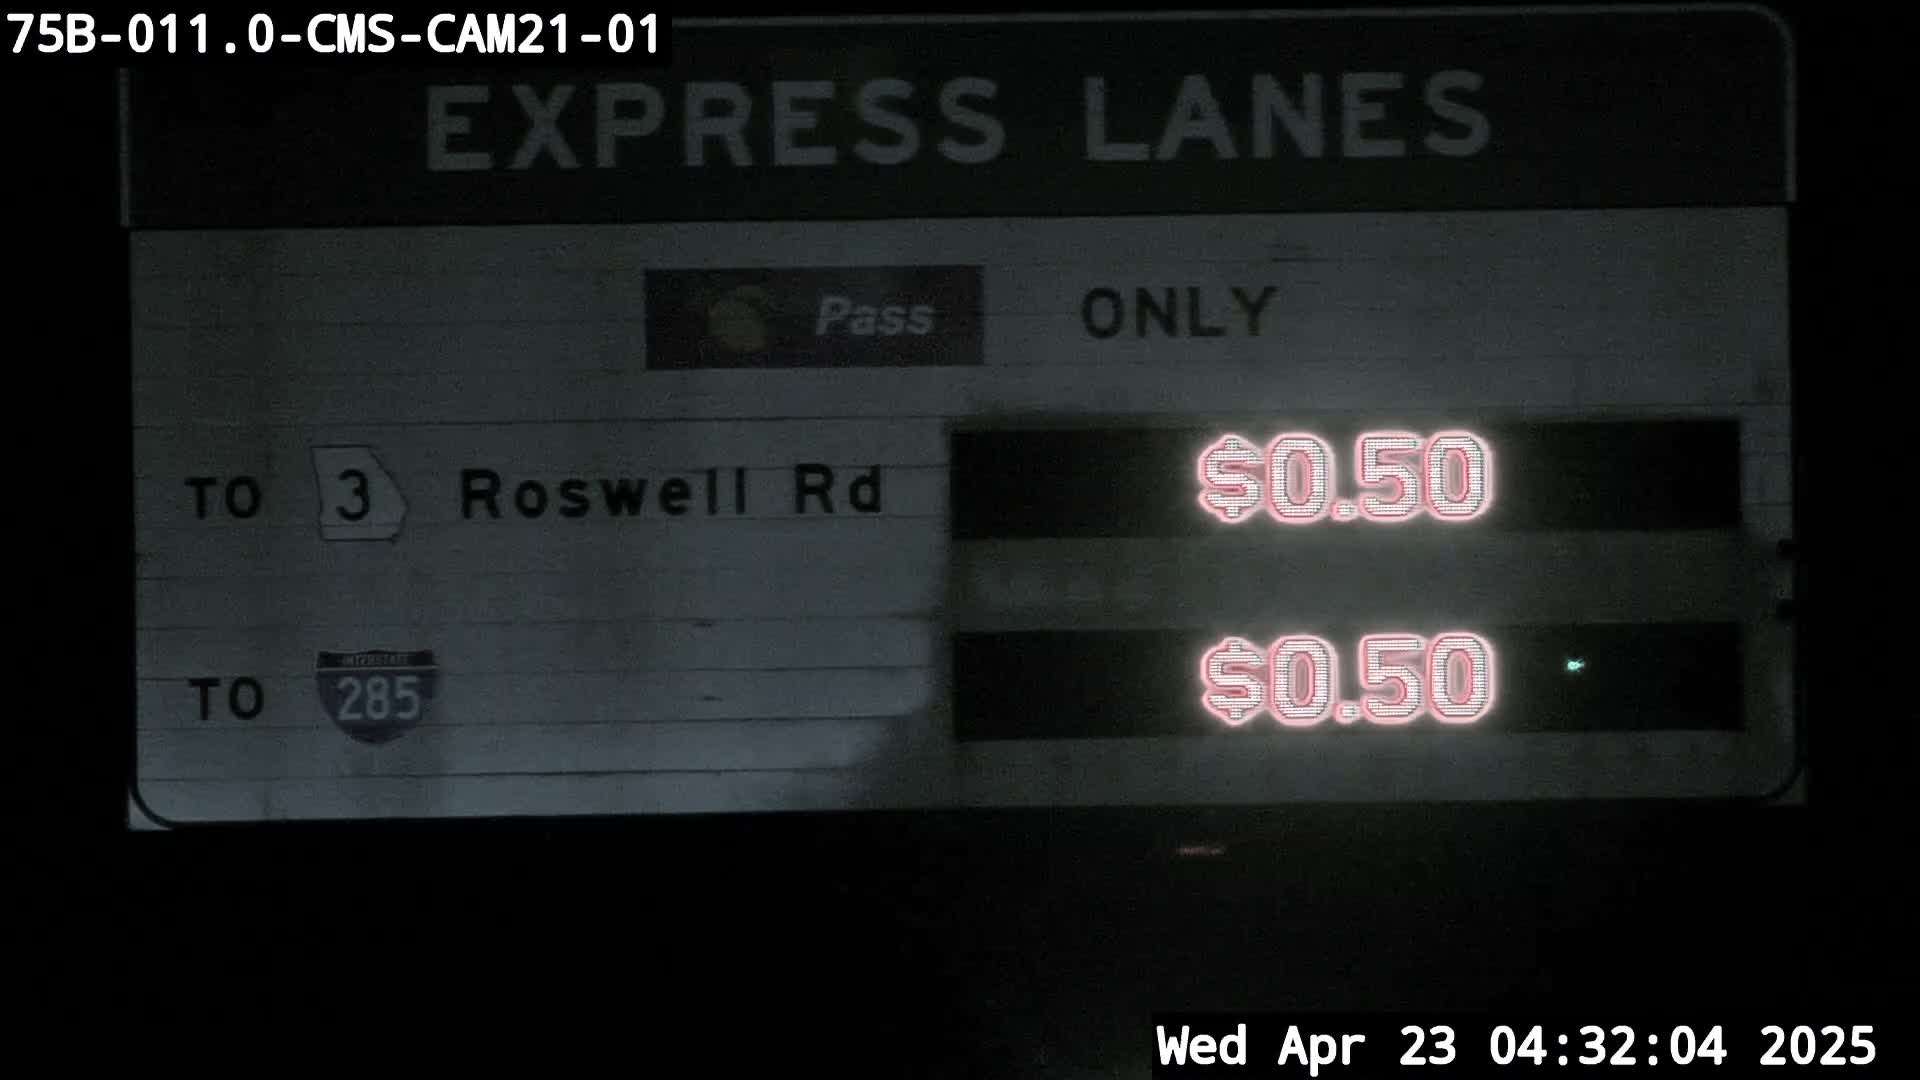 75B-011.0-CMS-CAM21-01
EXPRESS LANES
Pass ONLY
TO 3 Roswell Rd $0.50
INTERSTATE
TO 285 $0.50
Wed Apr 23 04:32:04 2025